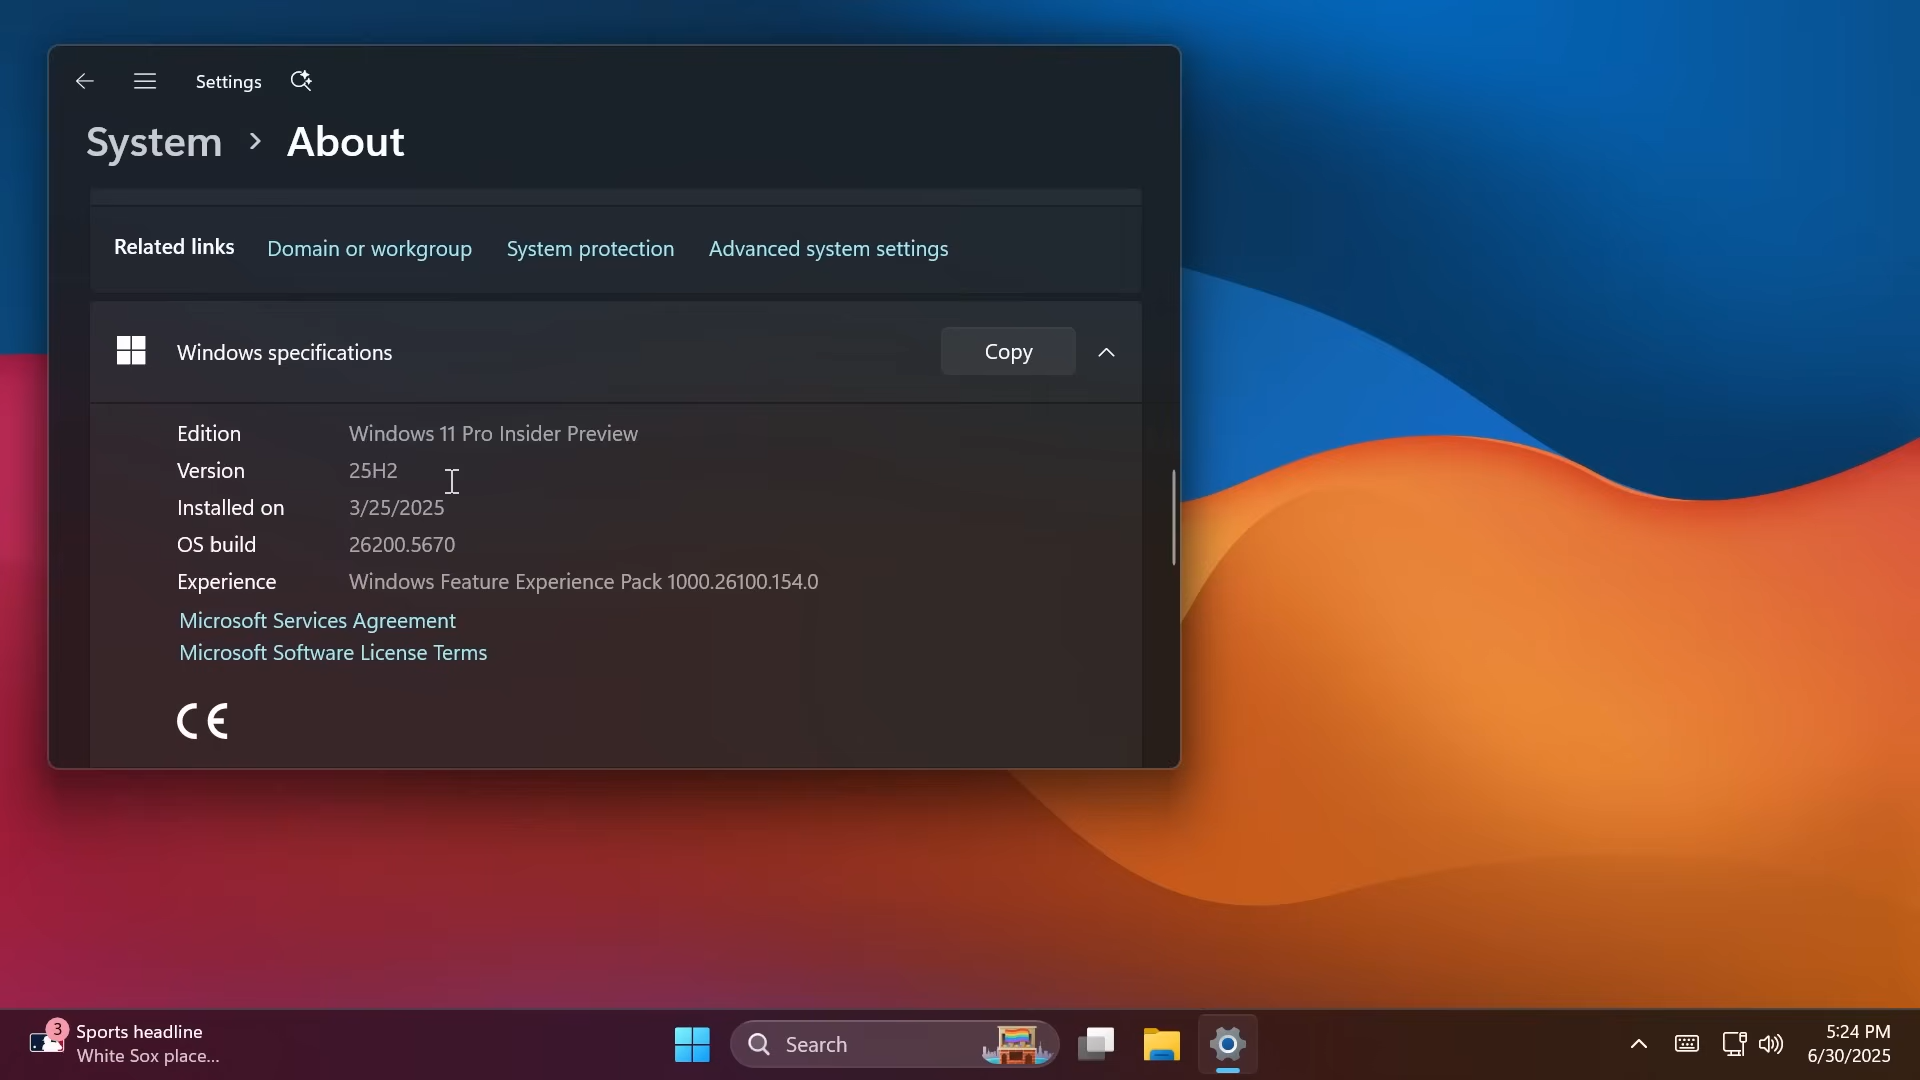 Settings
System > About
Related links Domain or workgroup System protection Advanced system settings
Windows specifications Copy
Edition Windows 11 Pro Insider Preview
Version 25H2
Installed on 3/25/2025
OS build 26200.5670
Experience Windows Feature Experience Pack 1000.26100.154.0
Microsoft Services Agreement
Microsoft Software License Terms
CE
3 Sports headline
White Sox place...
Search
5:24 PM
6/30/2025